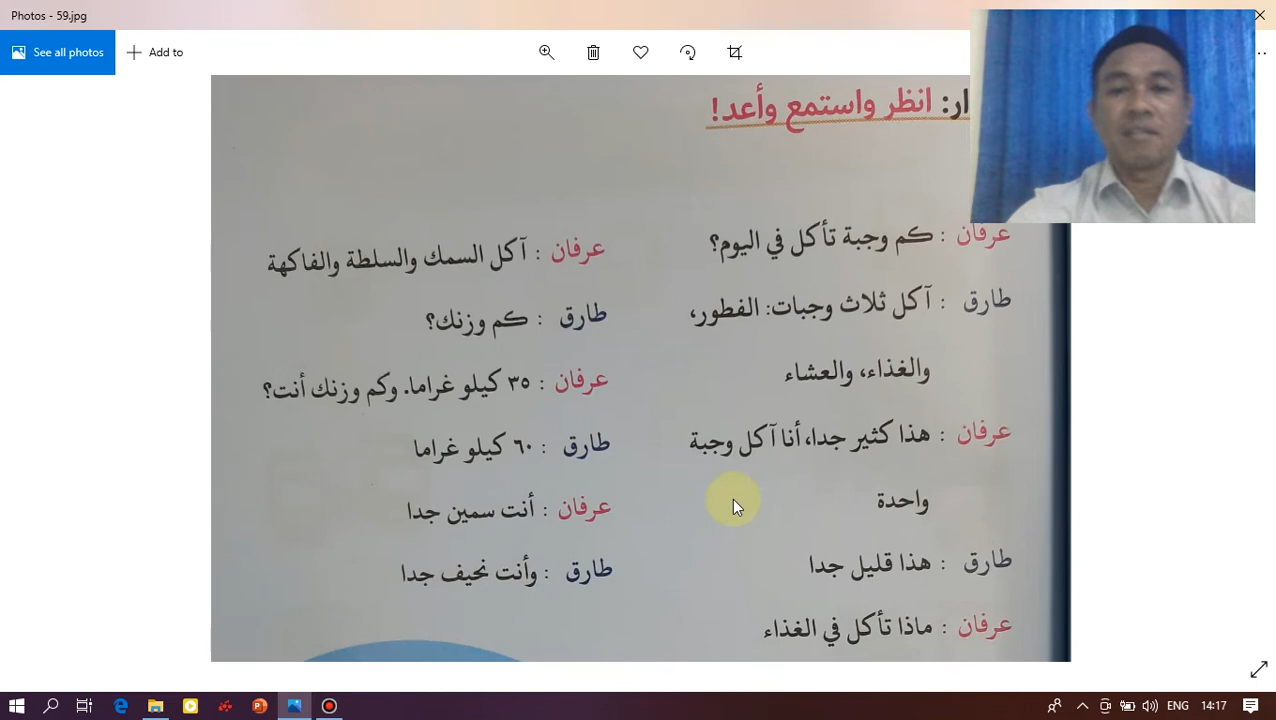 Photos - 59.jpg
See all photos
Add to
ار: انظر واستمع وأعد!
عرفان : كم وجبة تأكل في اليوم؟
طارق : آكل ثلاث وجبات: الفطور،
والغذاء، والعشاء
عرفان : هذا كثير جدا، أنا آكل وجبة
واحدة
طارق : هذا قليل جدا
عرفان : ماذا تأكل في الغذاء
عرفان : آكل السمك والسلطة والفاكهة
طارق : كم وزنك؟
عرفان : ٣٥ كيلو غراما. وكم وزنك أنت؟
طارق : ٦٠ كيلو غراما
عرفان : أنت سمين جدا
طارق : وأنت نحيف جدا
ENG
14:17